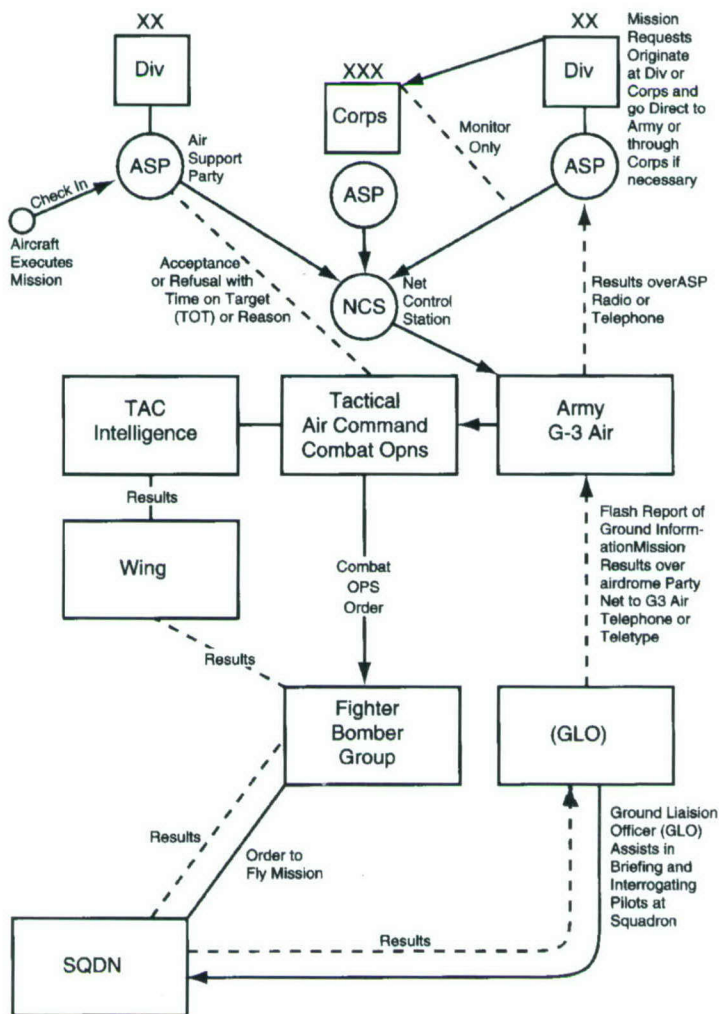 XX
Div
ASP
Air
Support
Party
Check In
Aircraft
Executes
Mission
XXX
Corps
ASP
Monitor
Only
XX
Div
ASP
Mission
Requests
Originate
at Div or
Corps and
go Direct to
Army or
through
Corps if
necessary
Acceptance
or Refusal with
Time on Target
(TOT) or Reason
NCS
Net
Control
Station
Results overASP
Radio or
Telephone
TAC
Intelligence
Tactical
Air Command
Combat Opns
Army
G-3 Air
Results
Wing
Combat
OPS
Order
Flash Report of
Ground Inform-
ationMission
Results over
airdrome Party
Net to G3 Air
Telephone or
Teletype
Results
Fighter
Bomber
Group
(GLO)
Results
Order to
Fly Mission
Ground Liaison
Officer (GLO)
Assists in
Briefing and
Interrogating
Pilots at
Squadron
SQDN
Results